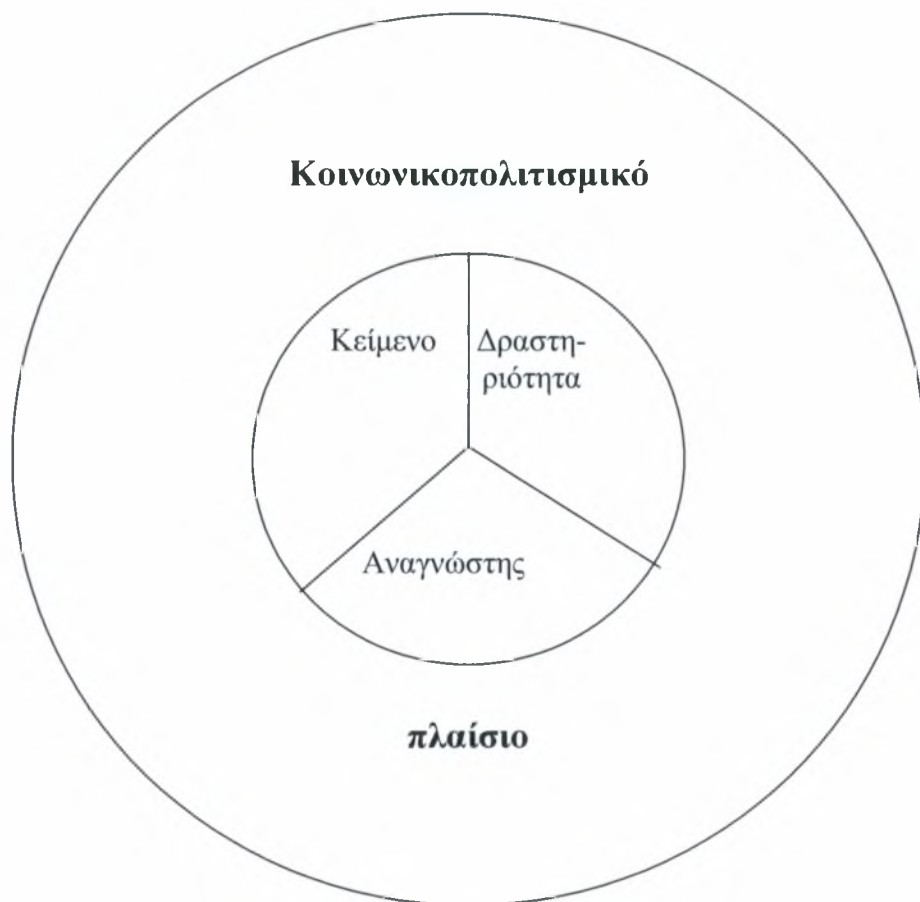 Κοινωνικοπολιτισμικό
Κείμενο
Δραστη-
ριότητα
Αναγνώστης
πλαίσιο